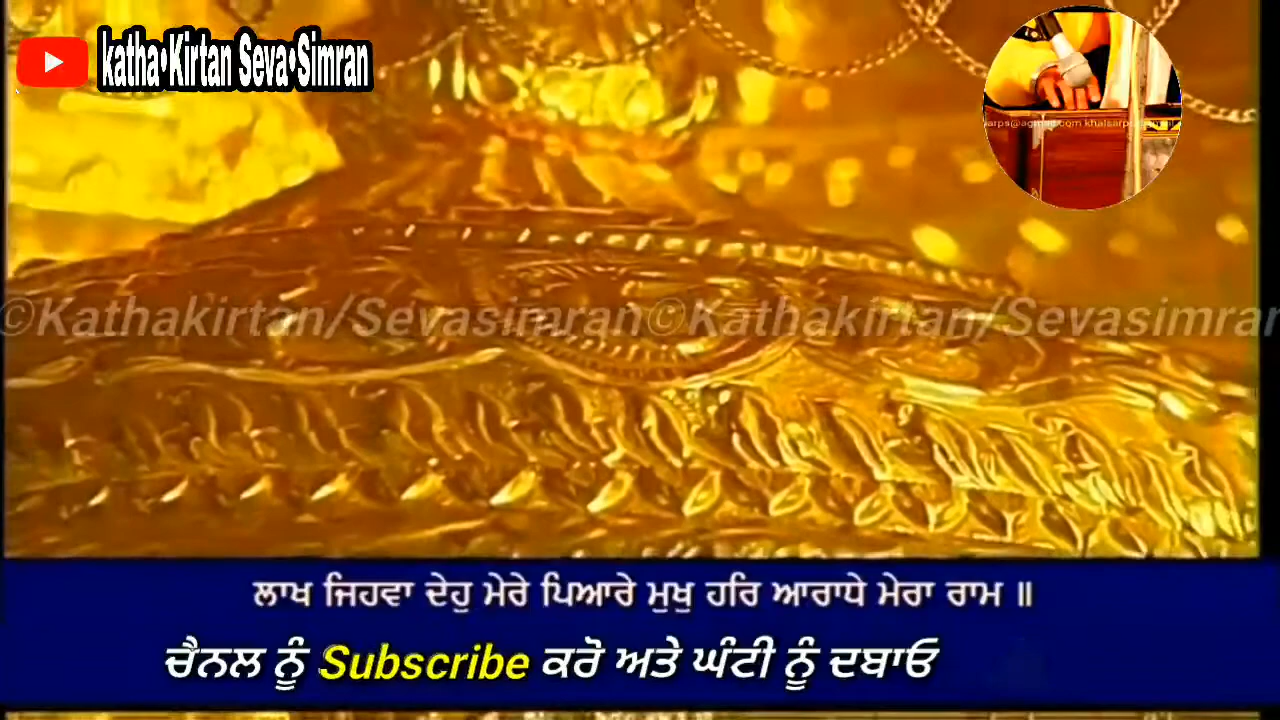 katha•Kirtan Seva•Simran
©Kathakirtan/Sevasimran©Kathakirtan/Sevasimran
ਲਾਖ ਜਿਹਵਾ ਦੇਹੁ ਮੇਰੇ ਪਿਆਰੇ ਮੁਖੁ ਹਰਿ ਆਰਾਧੇ ਮੇਰਾ ਰਾਮ ॥
ਚੈਨਲ ਨੂੰ Subscribe ਕਰੋ ਅਤੇ ਘੰਟੀ ਨੂੰ ਦਬਾਓ